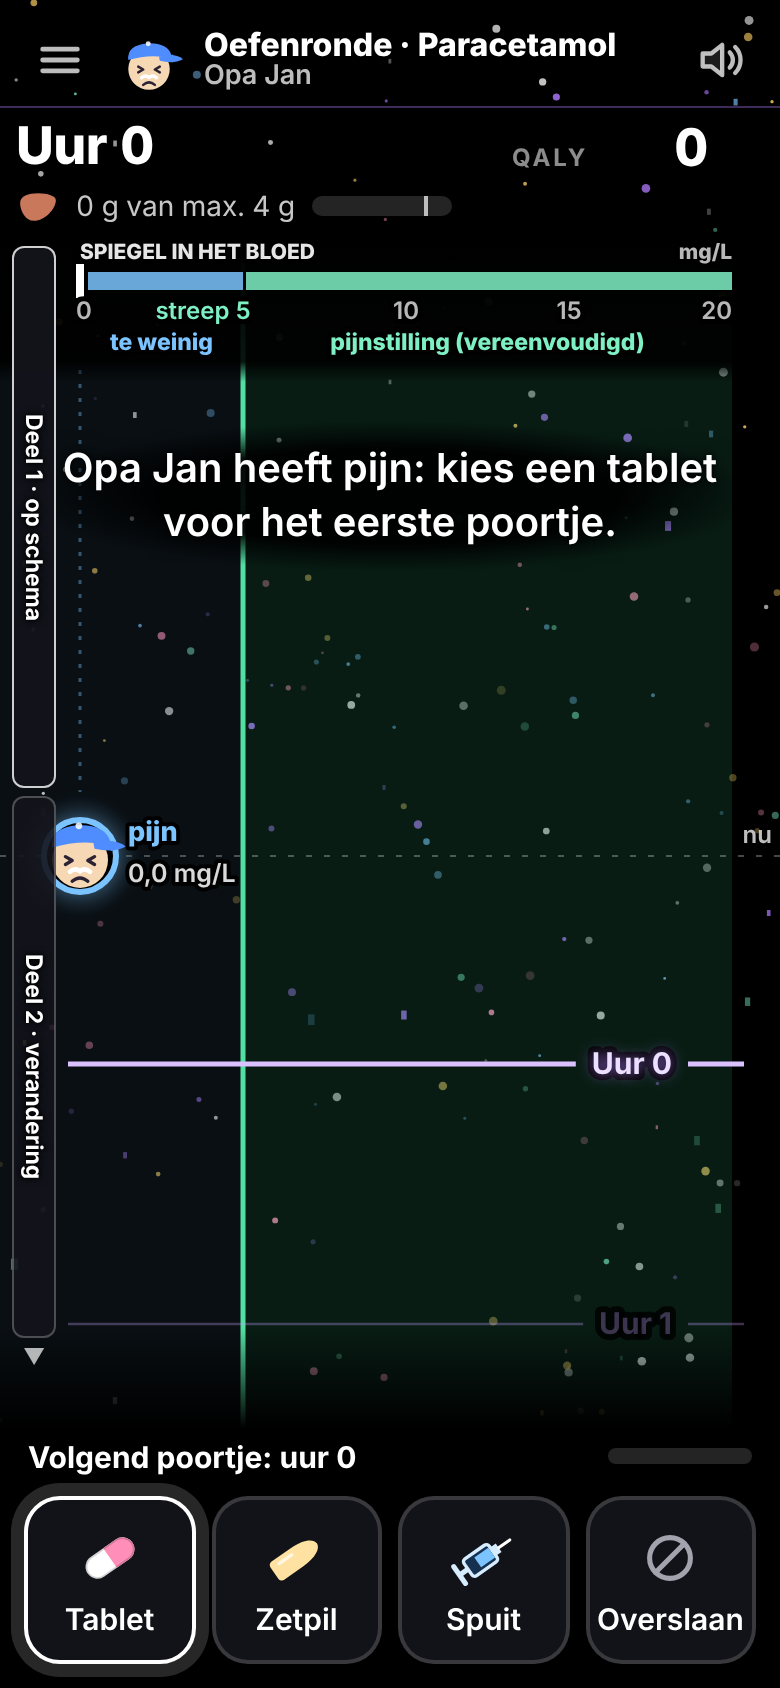 Oefenronde · Paracetamol
Opa Jan
Uur 0
QALY 0
0 g van max. 4 g
SPIEGEL IN HET BLOED mg/L
0 streep 5 10 15 20
te weinig pijnstilling (vereenvoudigd)
Deel 1 · op schema
Opa Jan heeft pijn: kies een tablet
voor het eerste poortje.
pijn
nu
0,0 mg/L
Deel 2 · verandering
Uur 0
Uur 1
Volgend poortje: uur 0
Tablet Zetpil Spuit Overslaan